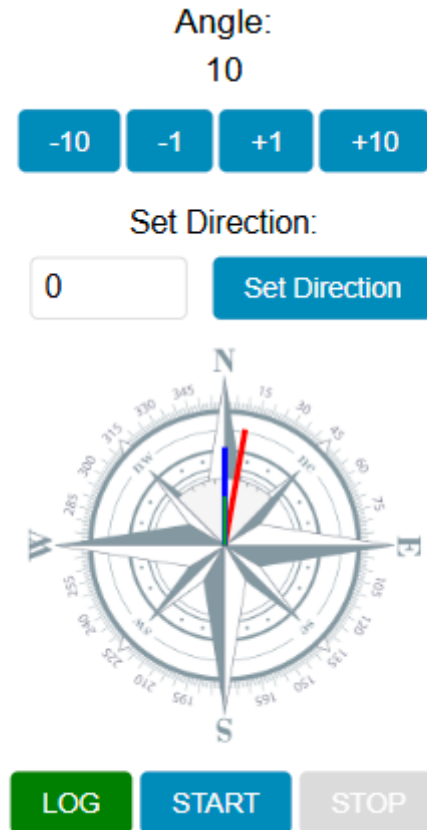 Angle:
10
-10 -1 +1 +10
Set Direction:
0 Set Direction
N
345 15
330 30
315 45
nw ne
300 60
285 75
W E
255 105
240 120
sw se
225 135
210 150
195 165
S
LOG START STOP